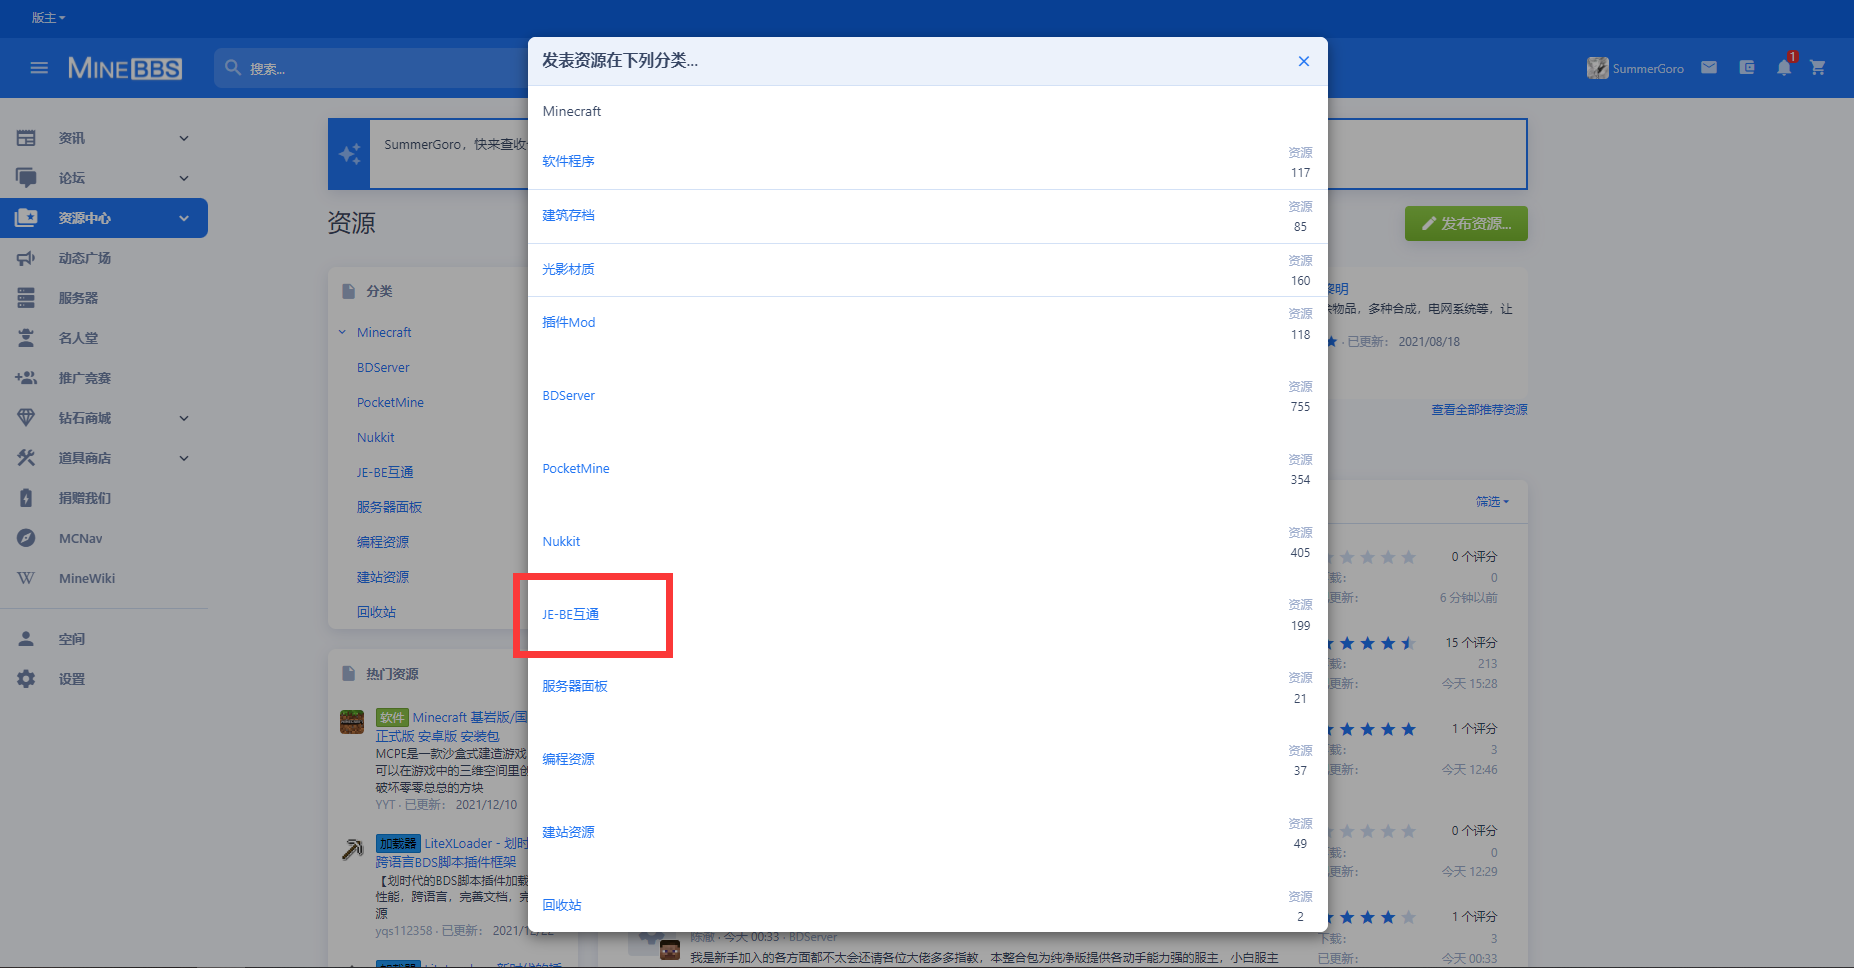 版主
MINEBBS
搜索...
SummerGoro
1
资讯
论坛
资源中心
动态广场
服务器
名人堂
推广竞赛
钻石商城
道具商店
捐赠我们
MCNav
MineWiki
空间
设置
SummerGoro，快来查收
资源
发布资源...
分类
Minecraft
BDServer
PocketMine
Nukkit
JE-BE互通
服务器面板
编程资源
建站资源
回收站
热门资源
软件 Minecraft 基岩版/国
正式版 安卓版 安装包
MCPE是一款沙盒式建造游戏
可以在游戏中的三维空间里创
破坏零零总总的方块
YYT · 已更新： 2021/12/10
加载器 LiteXLoader - 划时
跨语言BDS脚本插件框架
【划时代的BDS脚本插件加载
性能，跨语言，完善文档，完
源
yqs112358 · 已更新： 2021/12/22
发表资源在下列分类...
×
Minecraft
软件程序
资源
117
建筑存档
资源
85
光影材质
资源
160
插件Mod
资源
118
BDServer
资源
755
PocketMine
资源
354
Nukkit
资源
405
JE-BE互通
资源
199
服务器面板
资源
21
编程资源
资源
37
建站资源
资源
49
回收站
资源
2
黎明
物品，多种合成，电网系统等，让
· 已更新： 2021/08/18
查看全部推荐资源
筛选
0 个评分
下载： 0
已更新： 6 分钟以前
15 个评分
下载： 213
已更新： 今天 15:28
1 个评分
下载： 3
已更新： 今天 12:46
0 个评分
下载： 0
已更新： 今天 12:29
1 个评分
下载： 3
已更新： 今天 00:33
今天 00:33 · BDServer
我是新手加入的各方面都不太会还请各位大佬多多指教，本整合包为纯净版提供各动手能力强的服主，小白服主